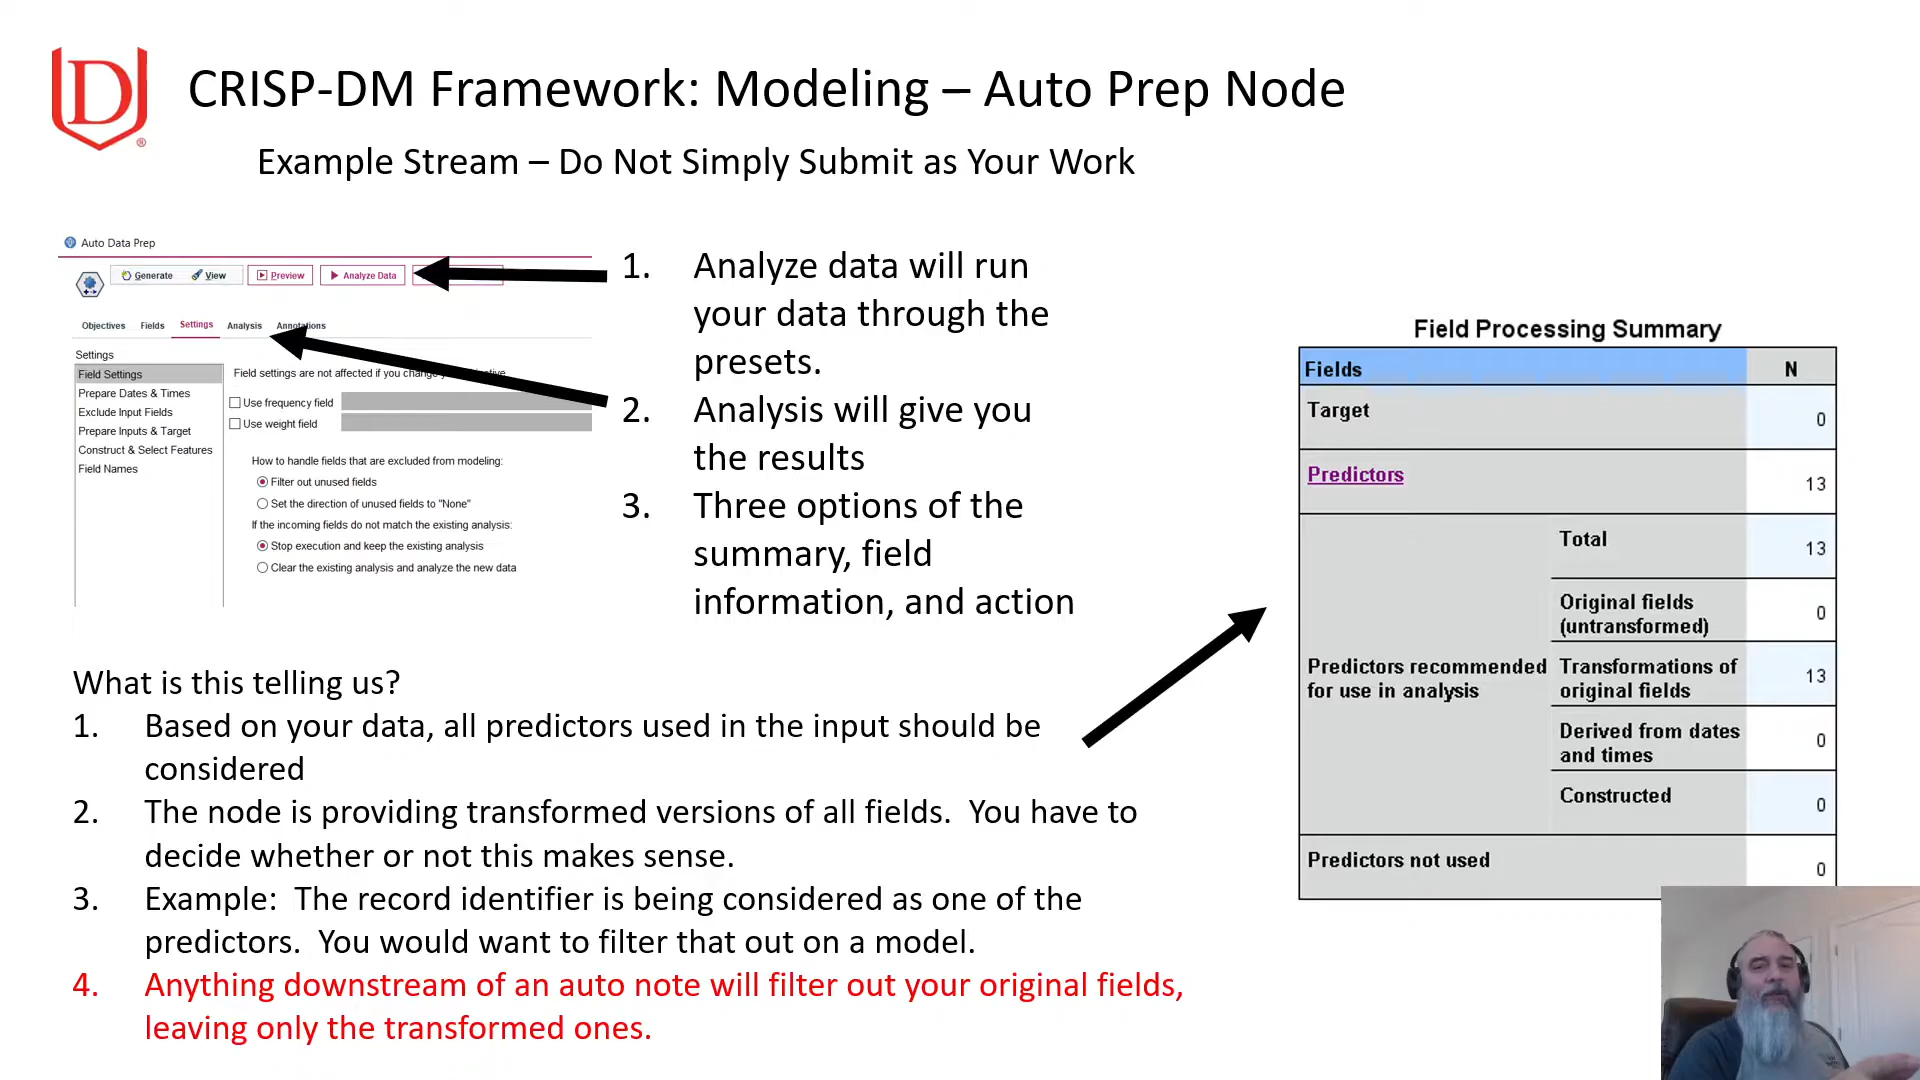 D
®
CRISP-DM Framework: Modeling – Auto Prep Node
Example Stream – Do Not Simply Submit as Your Work
Auto Data Prep
Generate View Preview Analyze Data
Objectives Fields Settings Analysis Annotations
Settings
Field Settings
Prepare Dates & Times
Exclude Input Fields
Prepare Inputs & Target
Construct & Select Features
Field Names
Field settings are not affected if you change
Use frequency field
Use weight field
How to handle fields that are excluded from modeling:
Filter out unused fields
Set the direction of unused fields to "None"
If the incoming fields do not match the existing analysis:
Stop execution and keep the existing analysis
Clear the existing analysis and analyze the new data
1. Analyze data will run
your data through the
presets.
2. Analysis will give you
the results
3. Three options of the
summary, field
information, and action
What is this telling us?
1. Based on your data, all predictors used in the input should be
considered
2. The node is providing transformed versions of all fields. You have to
decide whether or not this makes sense.
3. Example: The record identifier is being considered as one of the
predictors. You would want to filter that out on a model.
4. Anything downstream of an auto note will filter out your original fields,
leaving only the transformed ones.
Field Processing Summary
Fields N
Target 0
Predictors 13
Predictors recommended
for use in analysis
Total 13
Original fields
(untransformed) 0
Transformations of
original fields 13
Derived from dates
and times 0
Constructed 0
Predictors not used 0